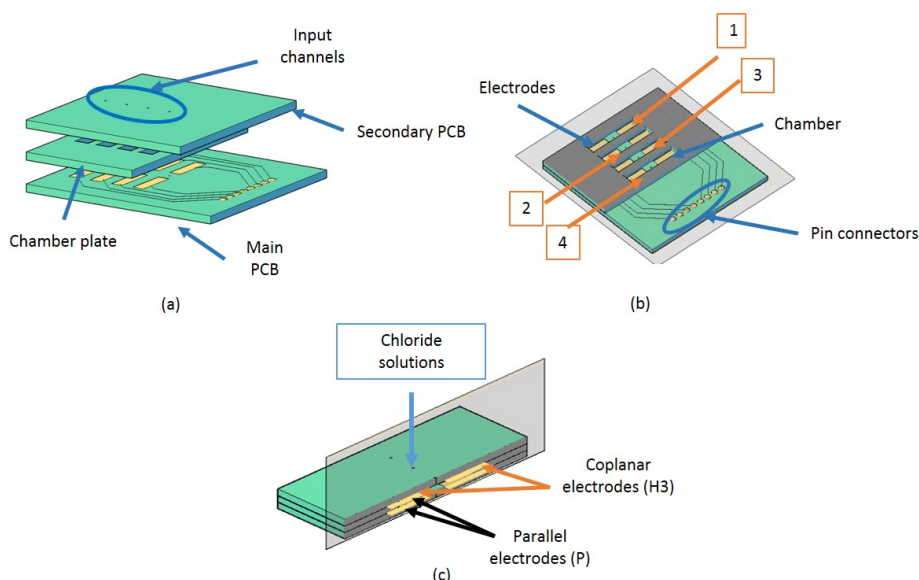 Input
channels
Secondary PCB
Chamber plate
Main
PCB
(a)
1
3
Electrodes
Chamber
2
4
Pin connectors
(b)
Chloride
solutions
Coplanar
electrodes (H3)
Parallel
electrodes (P)
(c)